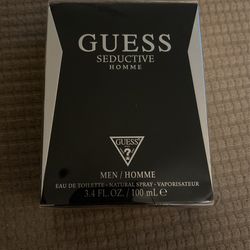 GUESS
SEDUCTIVE
HOMME
GUESS
?
MEN / HOMME
EAU DE TOILETTE • NATURAL SPRAY • VAPORISATEUR
3.4 FL. OZ. / 100 mL e